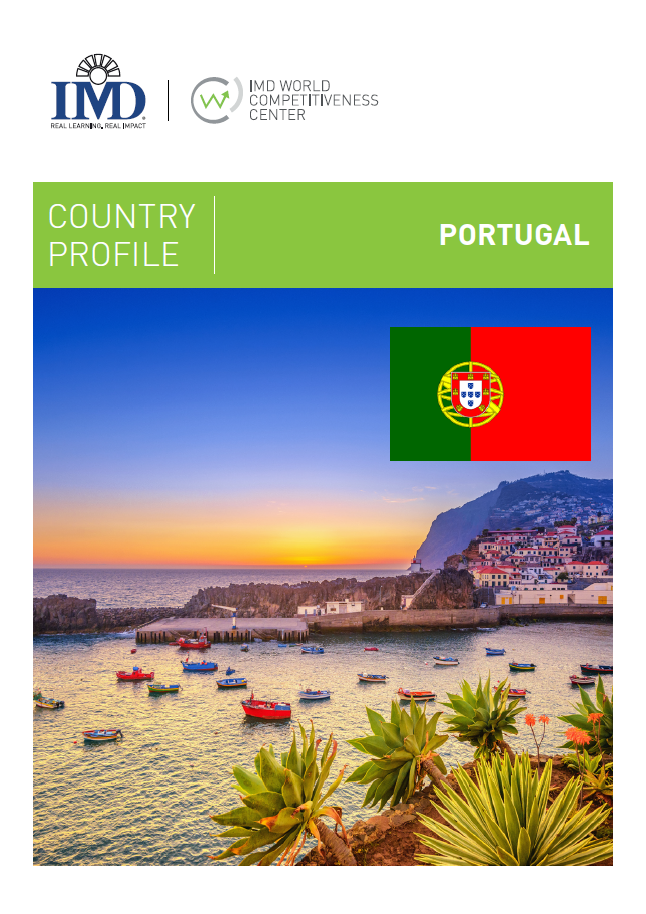 IMD
REAL LEARNING. REAL IMPACT
IMD WORLD
COMPETITIVENESS
CENTER
COUNTRY
PROFILE
PORTUGAL